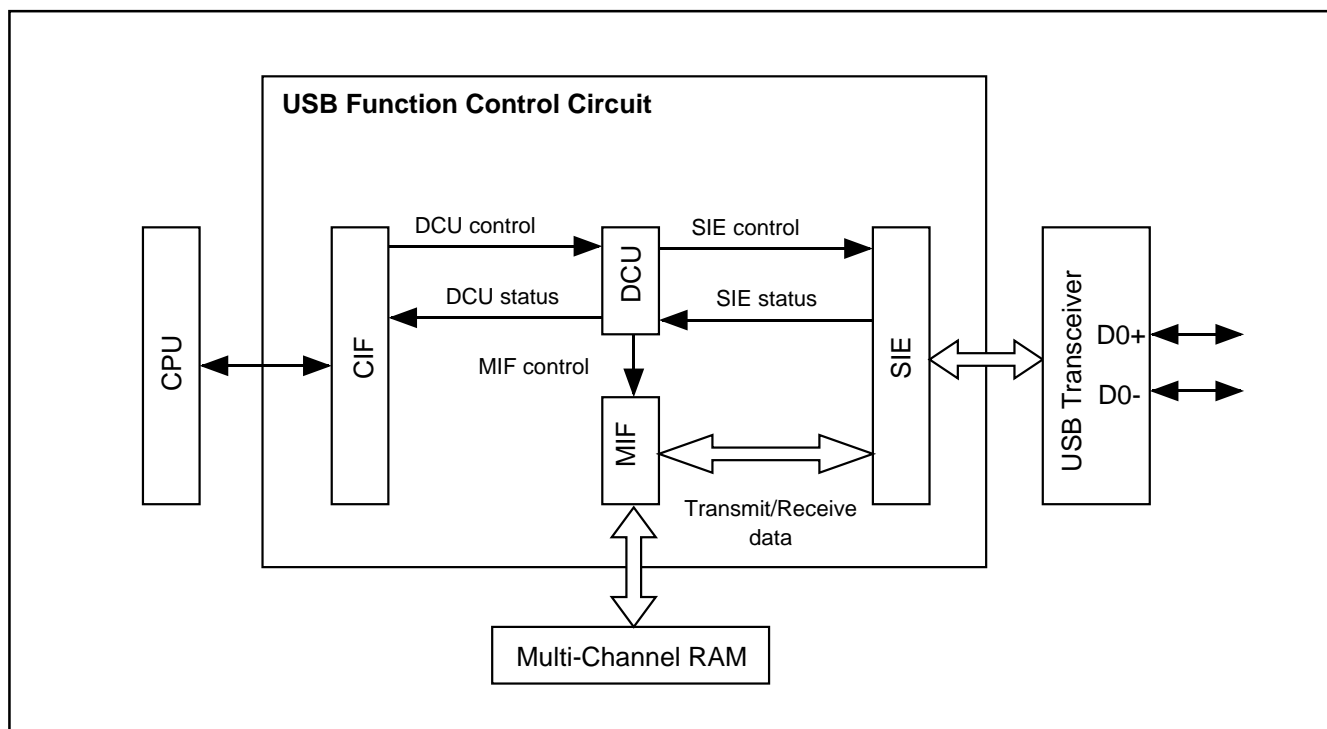 USB Function Control Circuit
DCU control
SIE control
DCU status
SIE status
MIF control
CPU
CIF
DCU
MIF
SIE
USB Transceiver
D0+
D0-
Transmit/Receive
data
Multi-Channel RAM